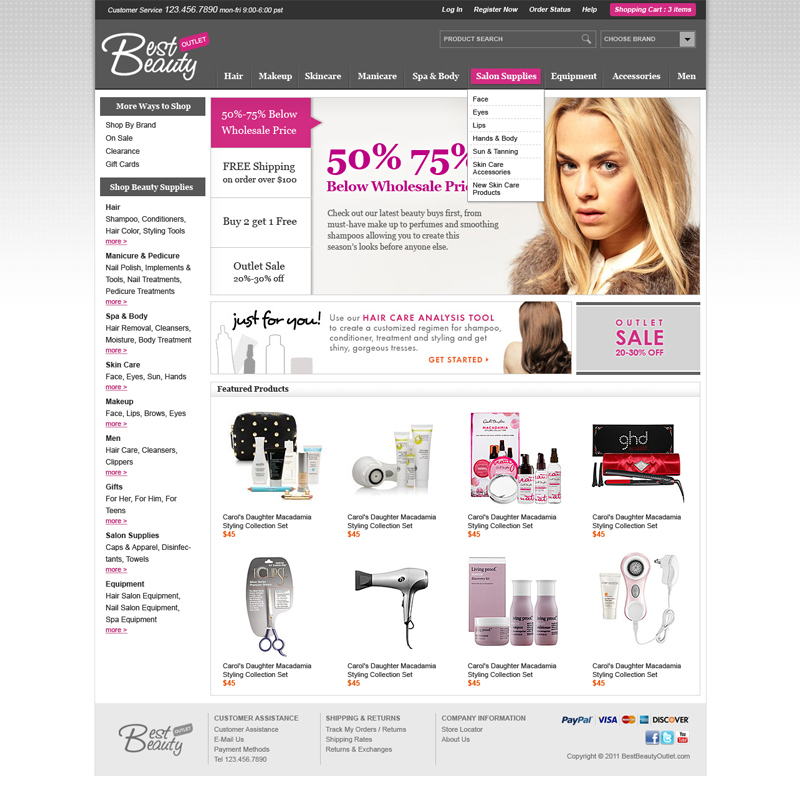 Customer Service 123.456.7890 mon-fri 9:00-6:00 pst
Log In Register Now Order Status Help Shopping Cart : 3 items
Best Beauty OUTLET
PRODUCT SEARCH
CHOOSE BRAND
Hair Makeup Skincare Manicure Spa & Body Salon Supplies Equipment Accessories Men
Face
Eyes
Lips
Hands & Body
Sun & Tanning
Skin Care
Accessories
New Skin Care
Products
More Ways to Shop
Shop By Brand
On Sale
Clearance
Gift Cards
Shop Beauty Supplies
Hair
Shampoo, Conditioners,
Hair Color, Styling Tools
more >
Manicure & Pedicure
Nail Polish, Implements &
Tools, Nail Treatments,
Pedicure Treatments
more >
Spa & Body
Hair Removal, Cleansers,
Moisture, Body Treatment
more >
Skin Care
Face, Eyes, Sun, Hands
more >
Makeup
Face, Lips, Brows, Eyes
more >
Men
Hair Care, Cleansers,
Clippers
more >
Gifts
For Her, For Him, For
Teens
more >
Salon Supplies
Caps & Apparel, Disinfec-
tants, Towels
more >
Equipment
Hair Salon Equipment,
Nail Salon Equipment,
Spa Equipment
more >
50%-75% Below
Wholesale Price
FREE Shipping
on order over $100
Buy 2 get 1 Free
Outlet Sale
20%-30% off
50% 75%
Below Wholesale Pri
Check out our latest beauty buys first, from
must-have make up to perfumes and smoothing
shampoos allowing you to create this
season's looks before anyone else.
just for you!
Use our HAIR CARE ANALYSIS TOOL
to create a customized regimen for shampoo,
conditioner, treatment and styling and get
shiny, gorgeous tresses.
GET STARTED
OUTLET
SALE
20-30% OFF
Featured Products
MACADAMIA
ghd
Carol's Daughter Macadamia
Styling Collection Set
$45
Carol's Daughter Macadamia
Styling Collection Set
$45
Carol's Daughter Macadamia
Styling Collection Set
$45
Carol's Daughter Macadamia
Styling Collection Set
$45
Living proof.
Carol's Daughter Macadamia
Styling Collection Set
$45
Carol's Daughter Macadamia
Styling Collection Set
$45
Carol's Daughter Macadamia
Styling Collection Set
$45
Carol's Daughter Macadamia
Styling Collection Set
$45
Best Beauty OUTLET
CUSTOMER ASSISTANCE
Customer Assistance
E-Mail Us
Payment Methods
Tel 123.456.7890
SHIPPING & RETURNS
Track My Orders / Returns
Shipping Rates
Returns & Exchanges
COMPANY INFORMATION
Store Locator
About Us
PayPal VISA DISCOVER
You Tube
Copyright © 2011 BestBeautyOutlet.com